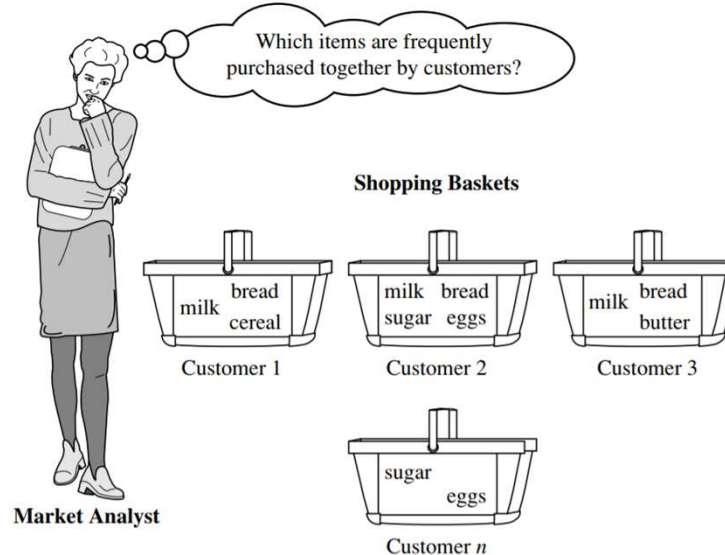 Which items are frequently
purchased together by customers?
Shopping Baskets
milk bread
cereal
Customer 1
milk bread
sugar eggs
Customer 2
milk bread
butter
Customer 3
sugar
eggs
Customer n
Market Analyst